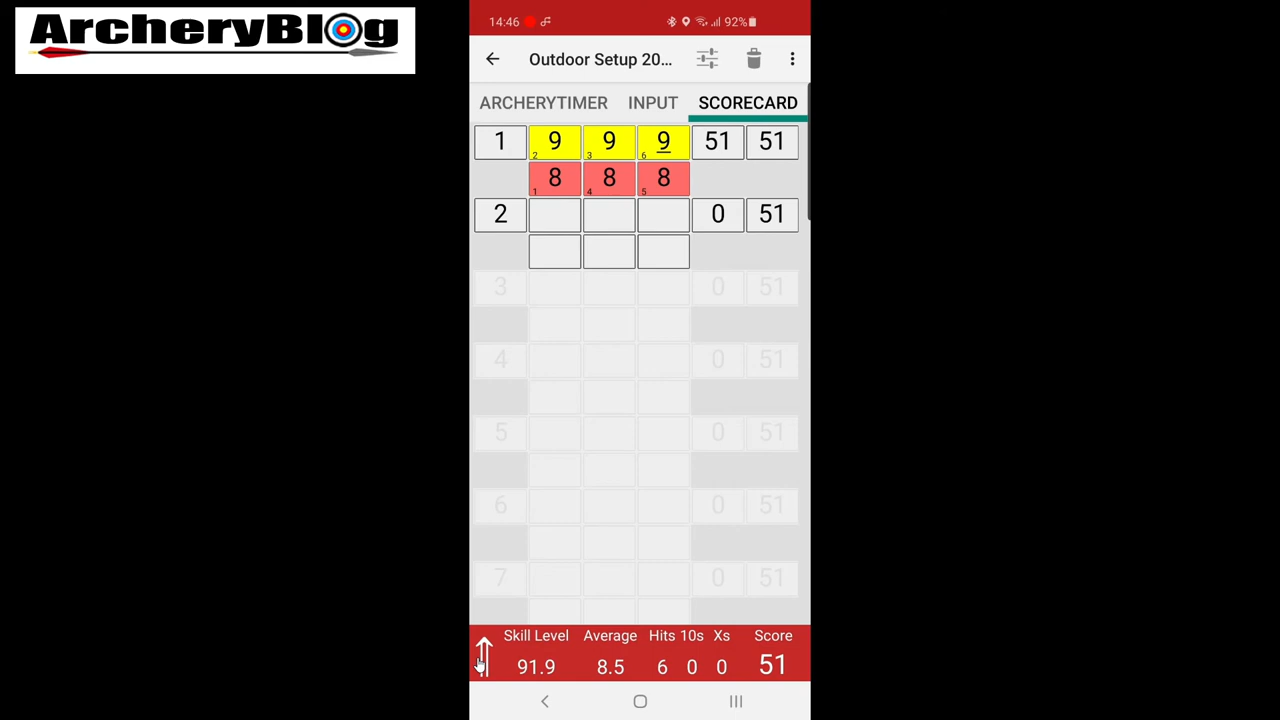 ArcheryBlog
14:46 92%
Outdoor Setup 20...
ARCHERYTIMER INPUT SCORECARD
1 9 2 9 3 9 6 51 51
8 1 8 4 8 5
2 0 51
3 0 51
4 0 51
5 0 51
6 0 51
7 0 51
Skill Level Average Hits 10s Xs Score
91.9 8.5 6 0 0 51